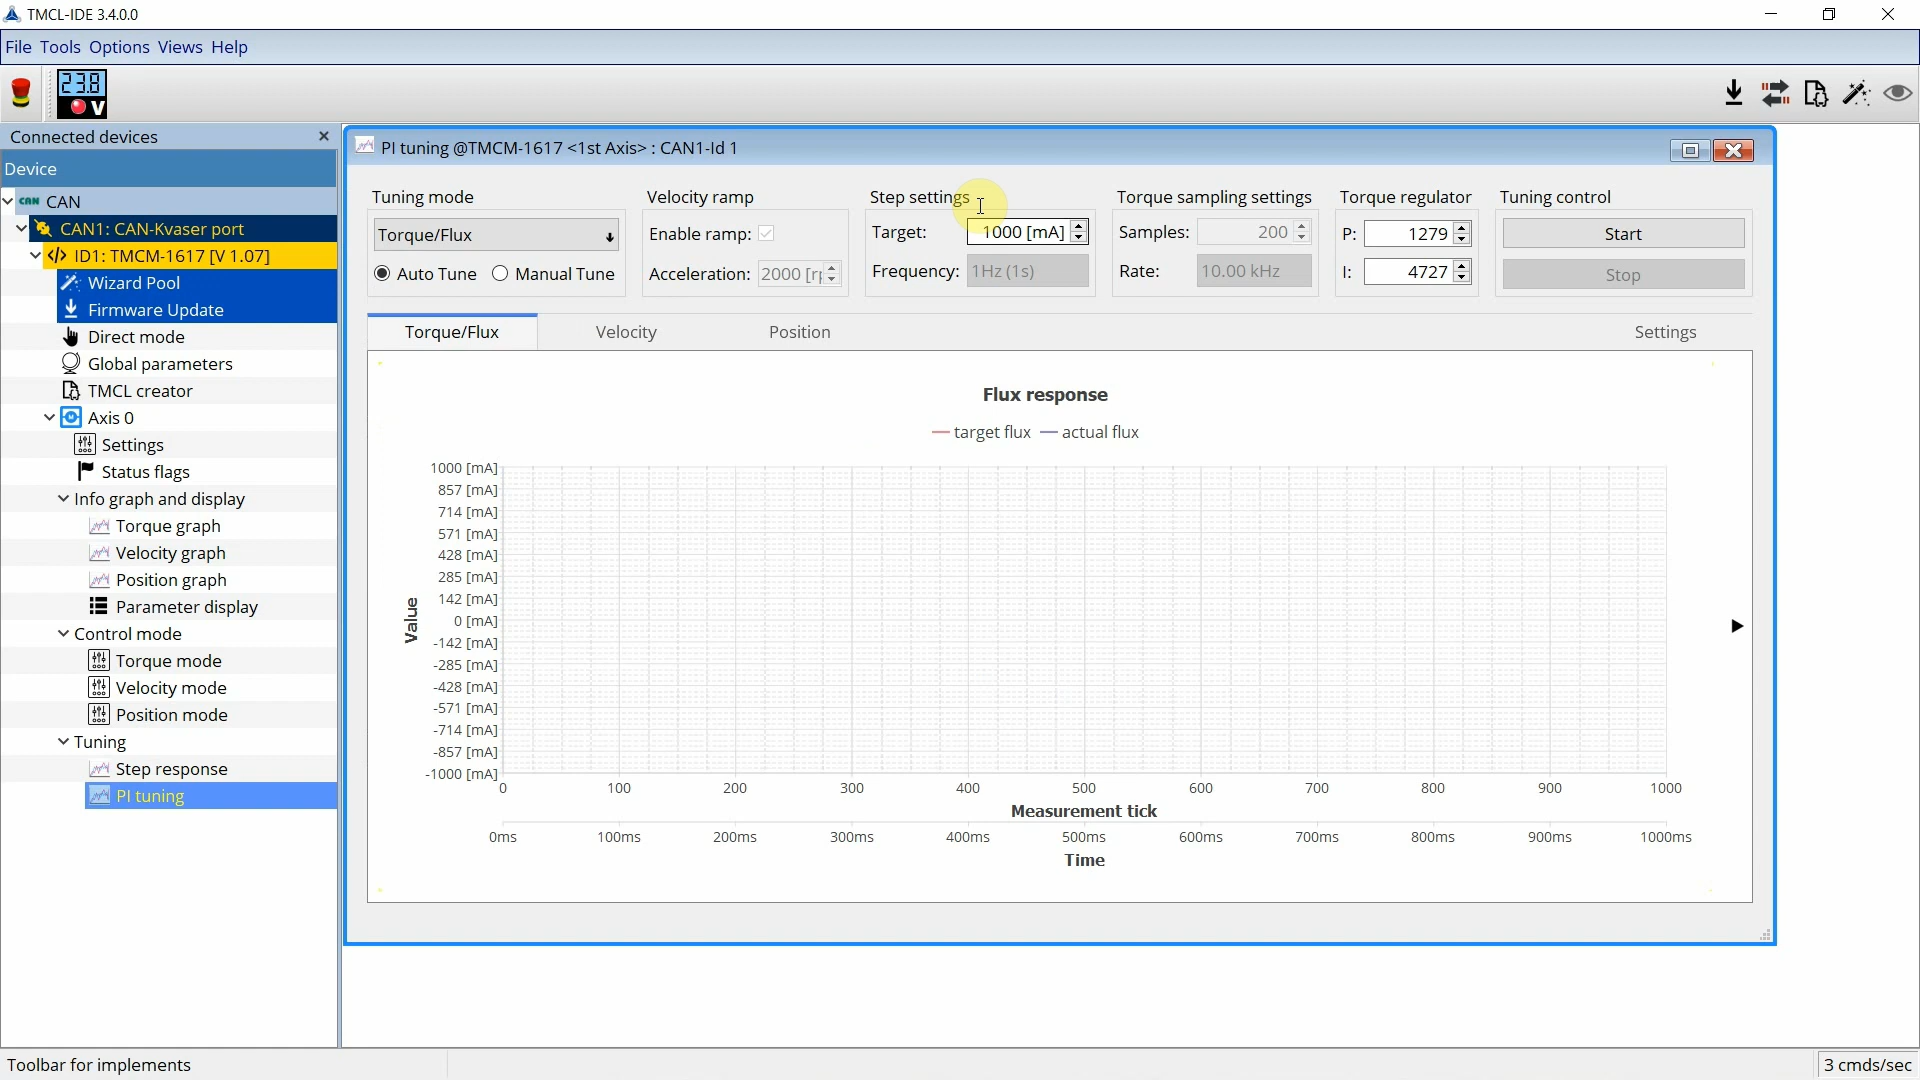 TMCL-IDE 3.4.0.0
File Tools Options Views Help
23.8 V
Connected devices
Device
CAN CAN
CAN1: CAN-Kvaser port
ID1: TMCM-1617 [V 1.07]
Wizard Pool
Firmware Update
Direct mode
Global parameters
TMCL creator
Axis 0
Settings
Status flags
Info graph and display
Torque graph
Velocity graph
Position graph
Parameter display
Control mode
Torque mode
Velocity mode
Position mode
Tuning
Step response
PI tuning
PI tuning @TMCM-1617 <1st Axis> : CAN1-Id 1
Tuning mode Velocity ramp Step settings Torque sampling settings Torque regulator Tuning control
Torque/Flux Enable ramp: Target: 1000 [mA] Samples: 200 P: 1279 Start
Auto Tune Manual Tune Acceleration: 2000 [r Frequency: 1Hz (1s) Rate: 10.00 kHz I: 4727 Stop
Torque/Flux Velocity Position Settings
Flux response
target flux actual flux
1000 [mA]
857 [mA]
714 [mA]
571 [mA]
428 [mA]
285 [mA]
142 [mA]
0 [mA]
-142 [mA]
-285 [mA]
-428 [mA]
-571 [mA]
-714 [mA]
-857 [mA]
-1000 [mA]
Value
0 100 200 300 400 500 600 700 800 900 1000
Measurement tick
0ms 100ms 200ms 300ms 400ms 500ms 600ms 700ms 800ms 900ms 1000ms
Time
Toolbar for implements 3 cmds/sec